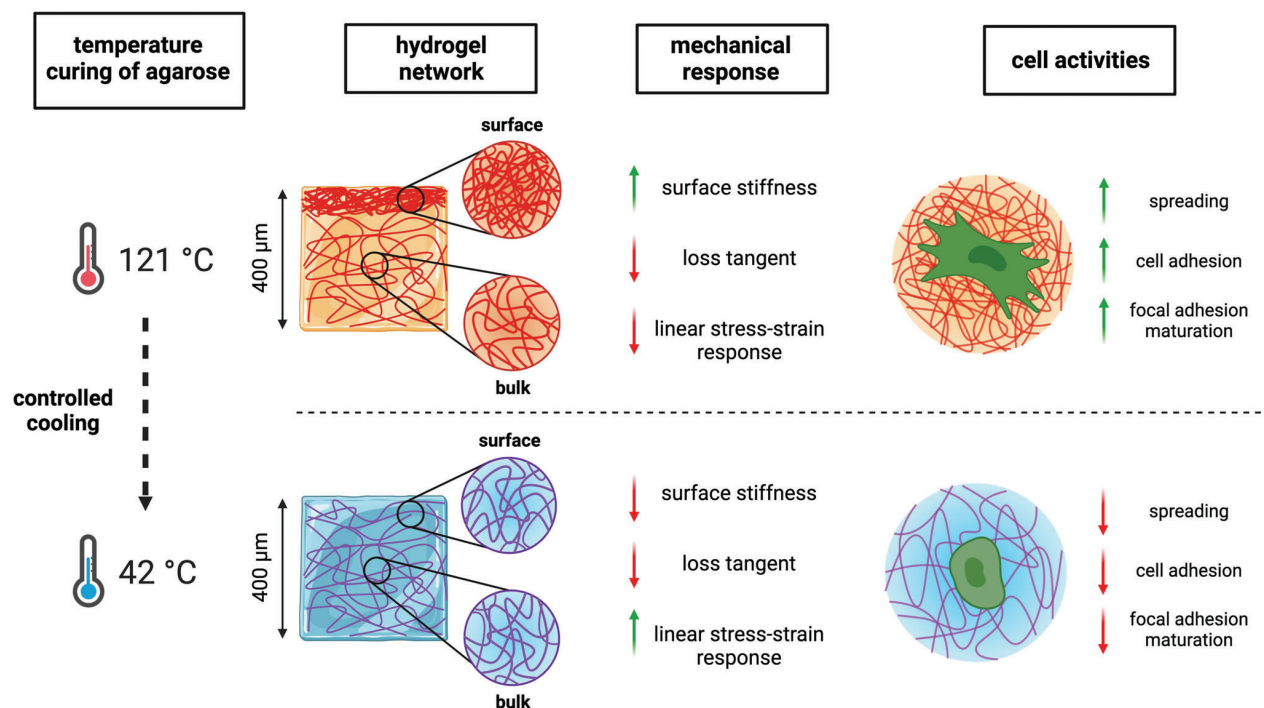 temperature
curing of agarose
hydrogel
network
mechanical
response
cell activities
surface
400 µm
121 °C
bulk
surface stiffness
loss tangent
linear stress-strain
response
spreading
cell adhesion
focal adhesion
maturation
controlled
cooling
surface
400 µm
42 °C
bulk
surface stiffness
loss tangent
linear stress-strain
response
spreading
cell adhesion
focal adhesion
maturation